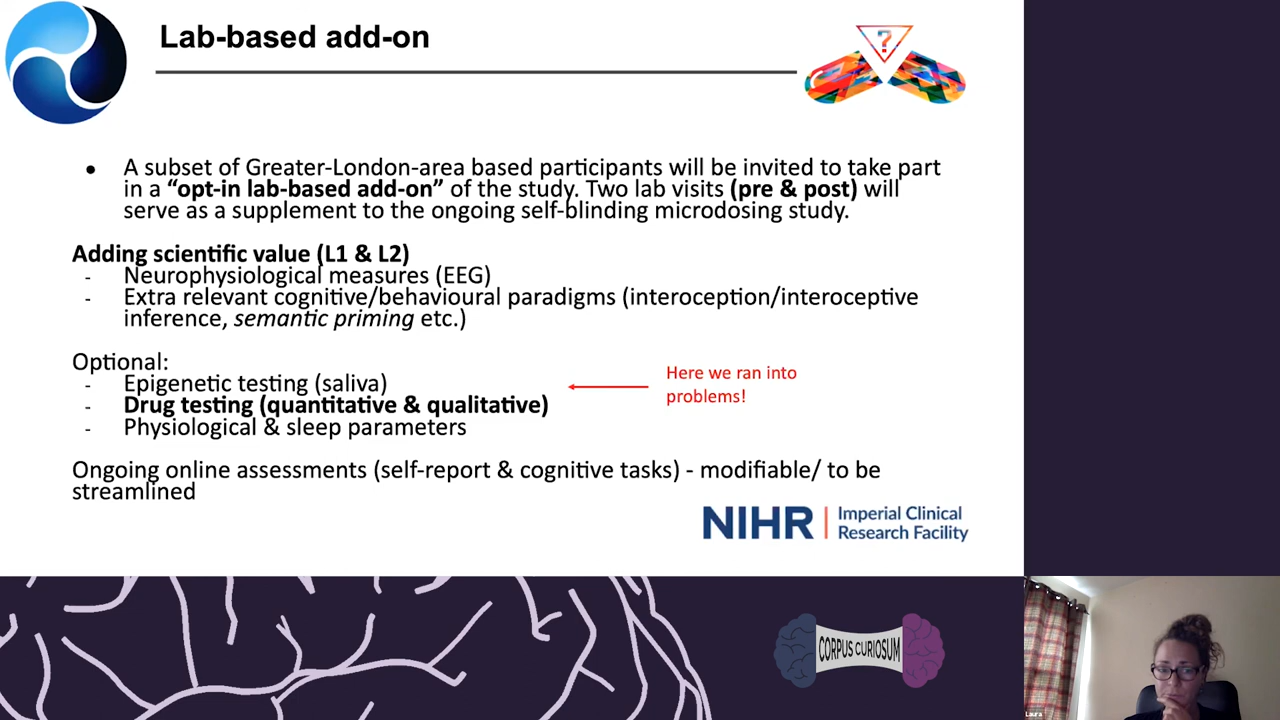 Lab-based add-on
?
● A subset of Greater-London-area based participants will be invited to take part
in a “opt-in lab-based add-on” of the study. Two lab visits (pre & post) will
serve as a supplement to the ongoing self-blinding microdosing study.
Adding scientific value (L1 & L2)
- Neurophysiological measures (EEG)
- Extra relevant cognitive/behavioural paradigms (interoception/interoceptive
inference, semantic priming etc.)
Optional:
- Epigenetic testing (saliva)
- Drug testing (quantitative & qualitative)
- Physiological & sleep parameters
Here we ran into
problems!
Ongoing online assessments (self-report & cognitive tasks) - modifiable/ to be
streamlined
NIHR | Imperial Clinical
Research Facility
CORPUS CURIOSUM
Laura